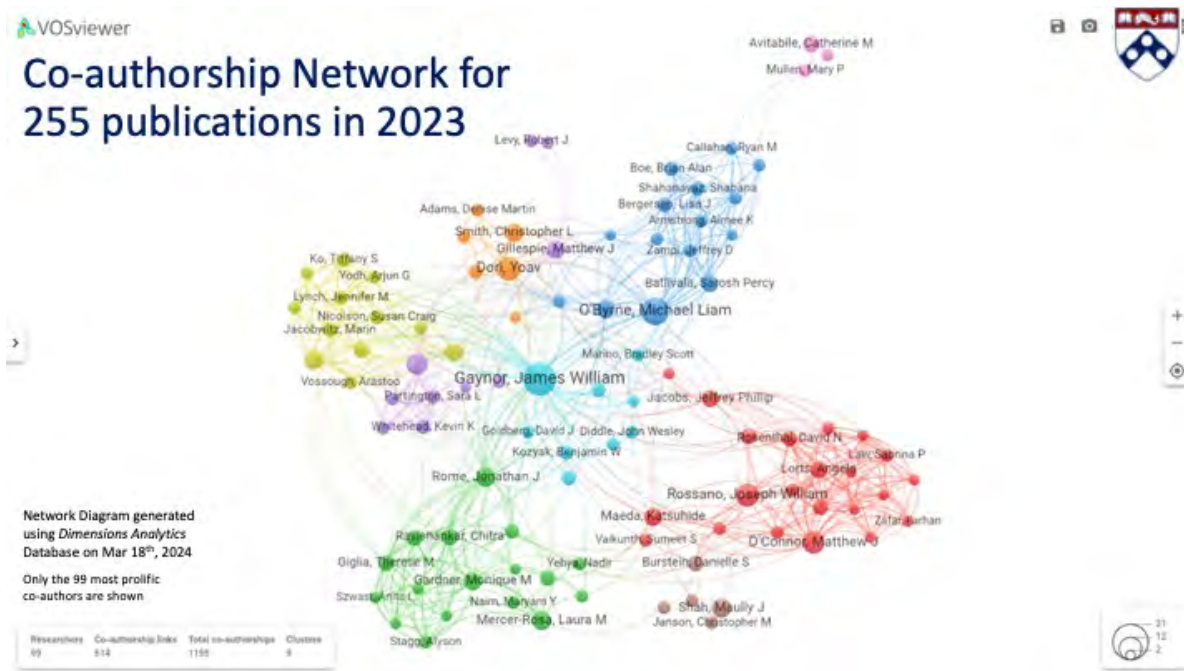 VOSviewer
Co-authorship Network for
255 publications in 2023
Avitabile, Catherine M
Mullen, Mary P
Levy, Robert J
Callahan, Ryan M
Boe, Brian Alan
Shahanavaz, Shabana
Bergersen, Lisa J
Armstrong, Aimee K
Zampi, Jeffrey D
Adams, Denise Martin
Smith, Christopher L
Gillespie, Matthew J
Dori, Yoav
Batlivala, Sarosh Percy
O'Byrne, Michael Liam
Ko, Tiffany S
Yodh, Arjun G
Lynch, Jennifer M
Nicolson, Susan Craig
Jacobwitz, Marin
Marino, Bradley Scott
Vossough, Arastoo
Gaynor, James William
Partington, Sara L
Jacobs, Jeffrey Phillip
Whitehead, Kevin K
Goldberg, David J
Diddle, John Wesley
Kozyak, Benjamin W
Rosenthal, David N
Law, Sabrina P
Lorts, Angela
Rome, Jonathan J
Rossano, Joseph William
Maeda, Katsuhide
Zafar, Farhan
Vaikunth, Sumeet S
O'Connor, Matthew J
Ravishankar, Chitra
Giglia, Therese M
Gardner, Monique M
Yehya, Nadir
Burstein, Danielle S
Szwast, Anita L
Naim, Maryam Y
Mercer-Rosa, Laura M
Shah, Maully J
Janson, Christopher M
Stagg, Alyson
Network Diagram generated
using Dimensions Analytics
Database on Mar 18th, 2024
Only the 99 most prolific
co-authors are shown
Researchers Co-authorship links Total co-authorships Clusters
99 614 1195 9
21
12
2